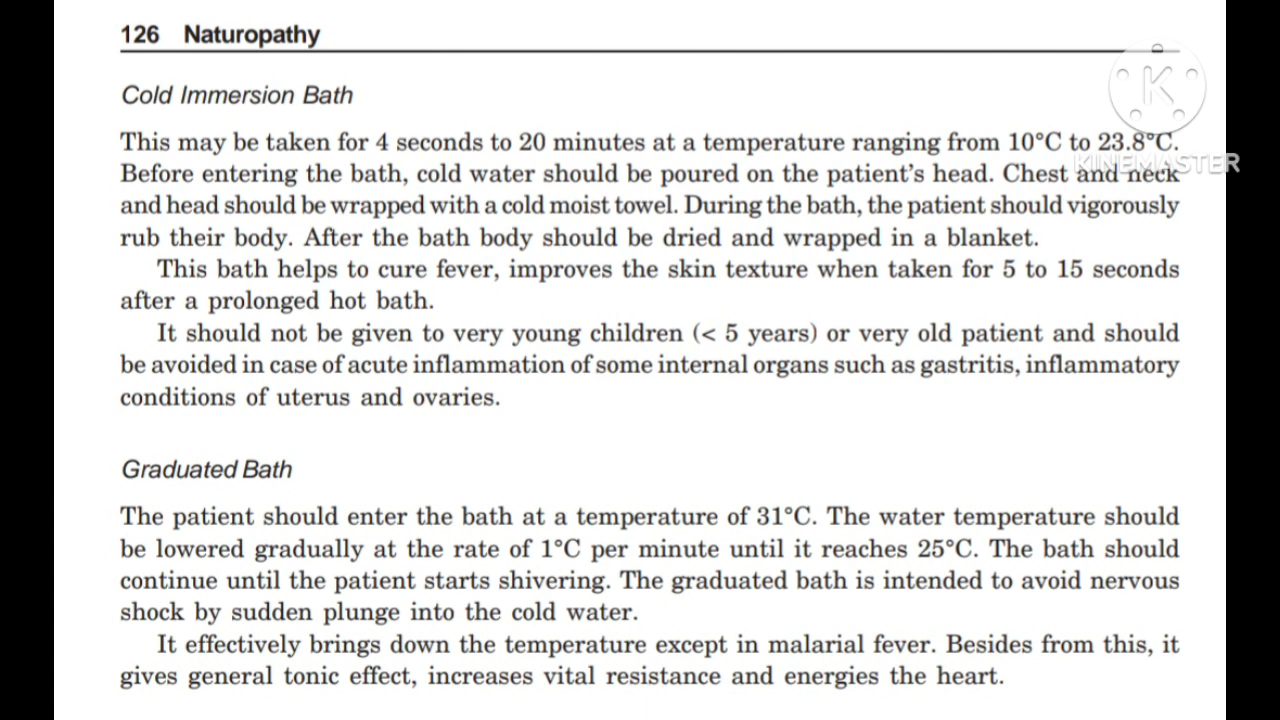 126 Naturopathy
Cold Immersion Bath
This may be taken for 4 seconds to 20 minutes at a temperature ranging from 10°C to 23.8°C.
Before entering the bath, cold water should be poured on the patient's head. Chest and neck
and head should be wrapped with a cold moist towel. During the bath, the patient should vigorously
rub their body. After the bath body should be dried and wrapped in a blanket.
This bath helps to cure fever, improves the skin texture when taken for 5 to 15 seconds
after a prolonged hot bath.
It should not be given to very young children (< 5 years) or very old patient and should
be avoided in case of acute inflammation of some internal organs such as gastritis, inflammatory
conditions of uterus and ovaries.
Graduated Bath
The patient should enter the bath at a temperature of 31°C. The water temperature should
be lowered gradually at the rate of 1°C per minute until it reaches 25°C. The bath should
continue until the patient starts shivering. The graduated bath is intended to avoid nervous
shock by sudden plunge into the cold water.
It effectively brings down the temperature except in malarial fever. Besides from this, it
gives general tonic effect, increases vital resistance and energies the heart.
K
KINEMASTER